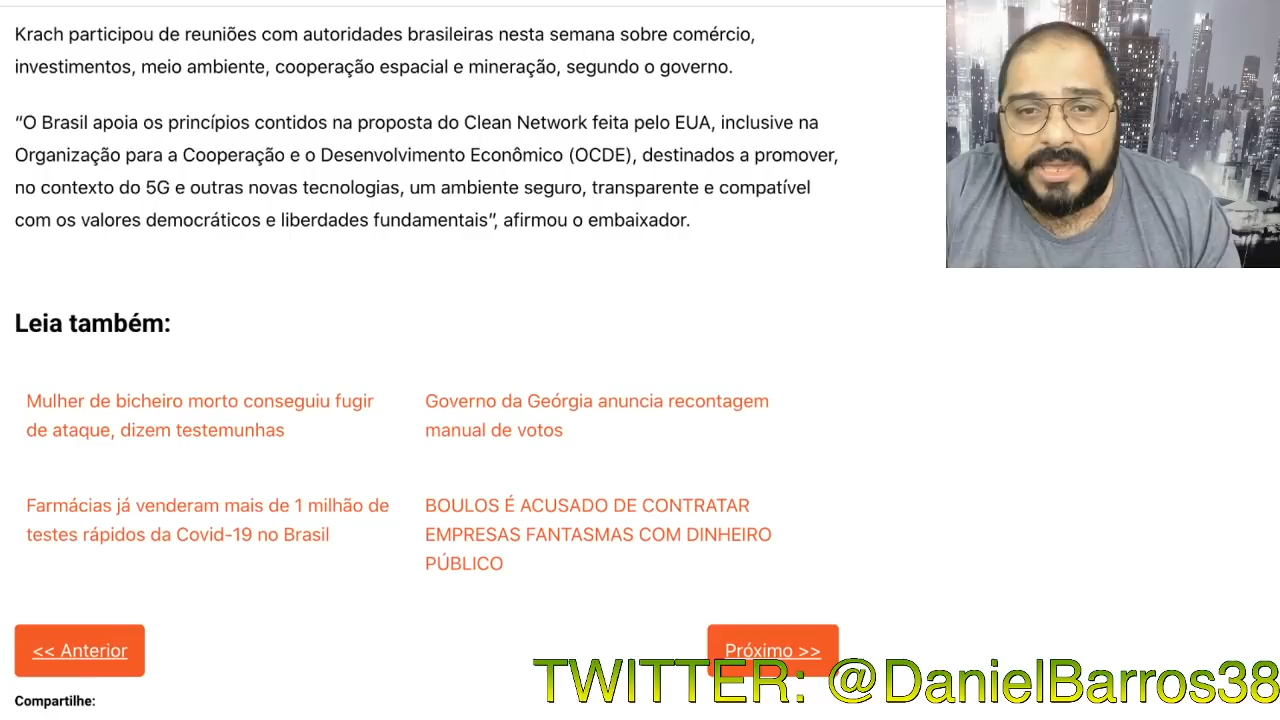 Krach participou de reuniões com autoridades brasileiras nesta semana sobre comércio,
investimentos, meio ambiente, cooperação espacial e mineração, segundo o governo.
“O Brasil apoia os princípios contidos na proposta do Clean Network feita pelo EUA, inclusive na
Organização para a Cooperação e o Desenvolvimento Econômico (OCDE), destinados a promover,
no contexto do 5G e outras novas tecnologias, um ambiente seguro, transparente e compatível
com os valores democráticos e liberdades fundamentais”, afirmou o embaixador.
Leia também:
Mulher de bicheiro morto conseguiu fugir
de ataque, dizem testemunhas
Governo da Geórgia anuncia recontagem
manual de votos
Farmácias já venderam mais de 1 milhão de
testes rápidos da Covid-19 no Brasil
BOULOS É ACUSADO DE CONTRATAR
EMPRESAS FANTASMAS COM DINHEIRO
PÚBLICO
<< Anterior
Próximo >>
TWITTER: @DanielBarros38
Compartilhe: